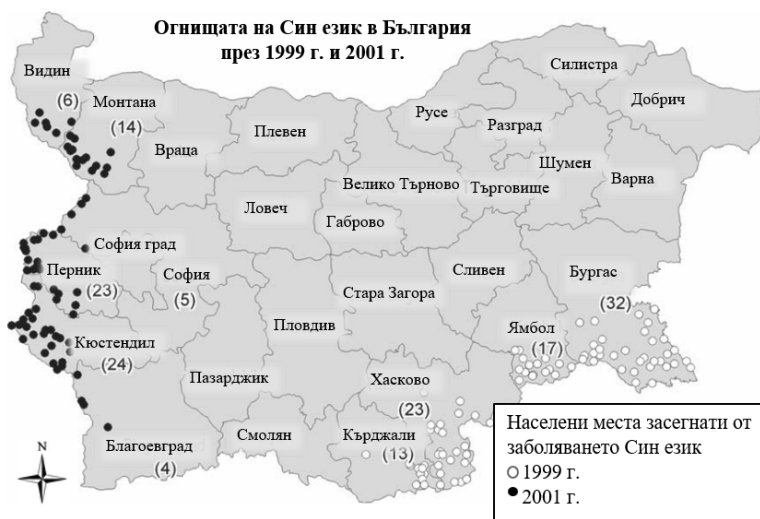 Огнищата на Син език в България
през 1999 г. и 2001 г.
Видин
(6)
Монтана
(14)
Враца
Плевен
Русе
Силистра
Добрич
Разград
Шумен
Варна
Велико Търново
Търговище
Ловеч
Габрово
София град
Перник
(23)
София
(5)
Сливен
Бургас
(32)
Стара Загора
Ямбол
(17)
Пловдив
Кюстендил
(24)
Пазарджик
Хасково
(23)
Благоевград
(4)
Смолян
Кърджали
(13)
N
Населени места засегнати от
заболяването Син език
1999 г.
2001 г.